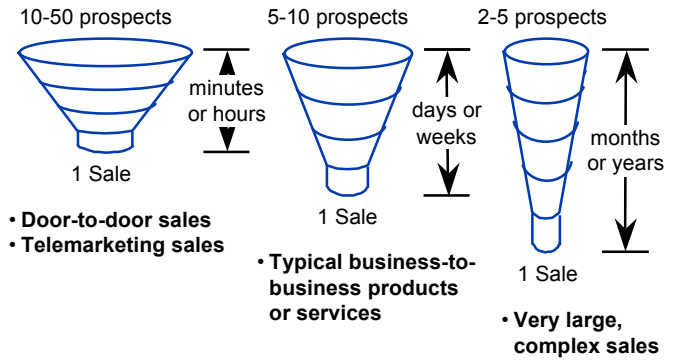 10-50 prospects
minutes
or hours
1 Sale
• Door-to-door sales
• Telemarketing sales
5-10 prospects
days or
weeks
1 Sale
• Typical business-to-
business products
or services
2-5 prospects
months
or years
1 Sale
• Very large,
complex sales